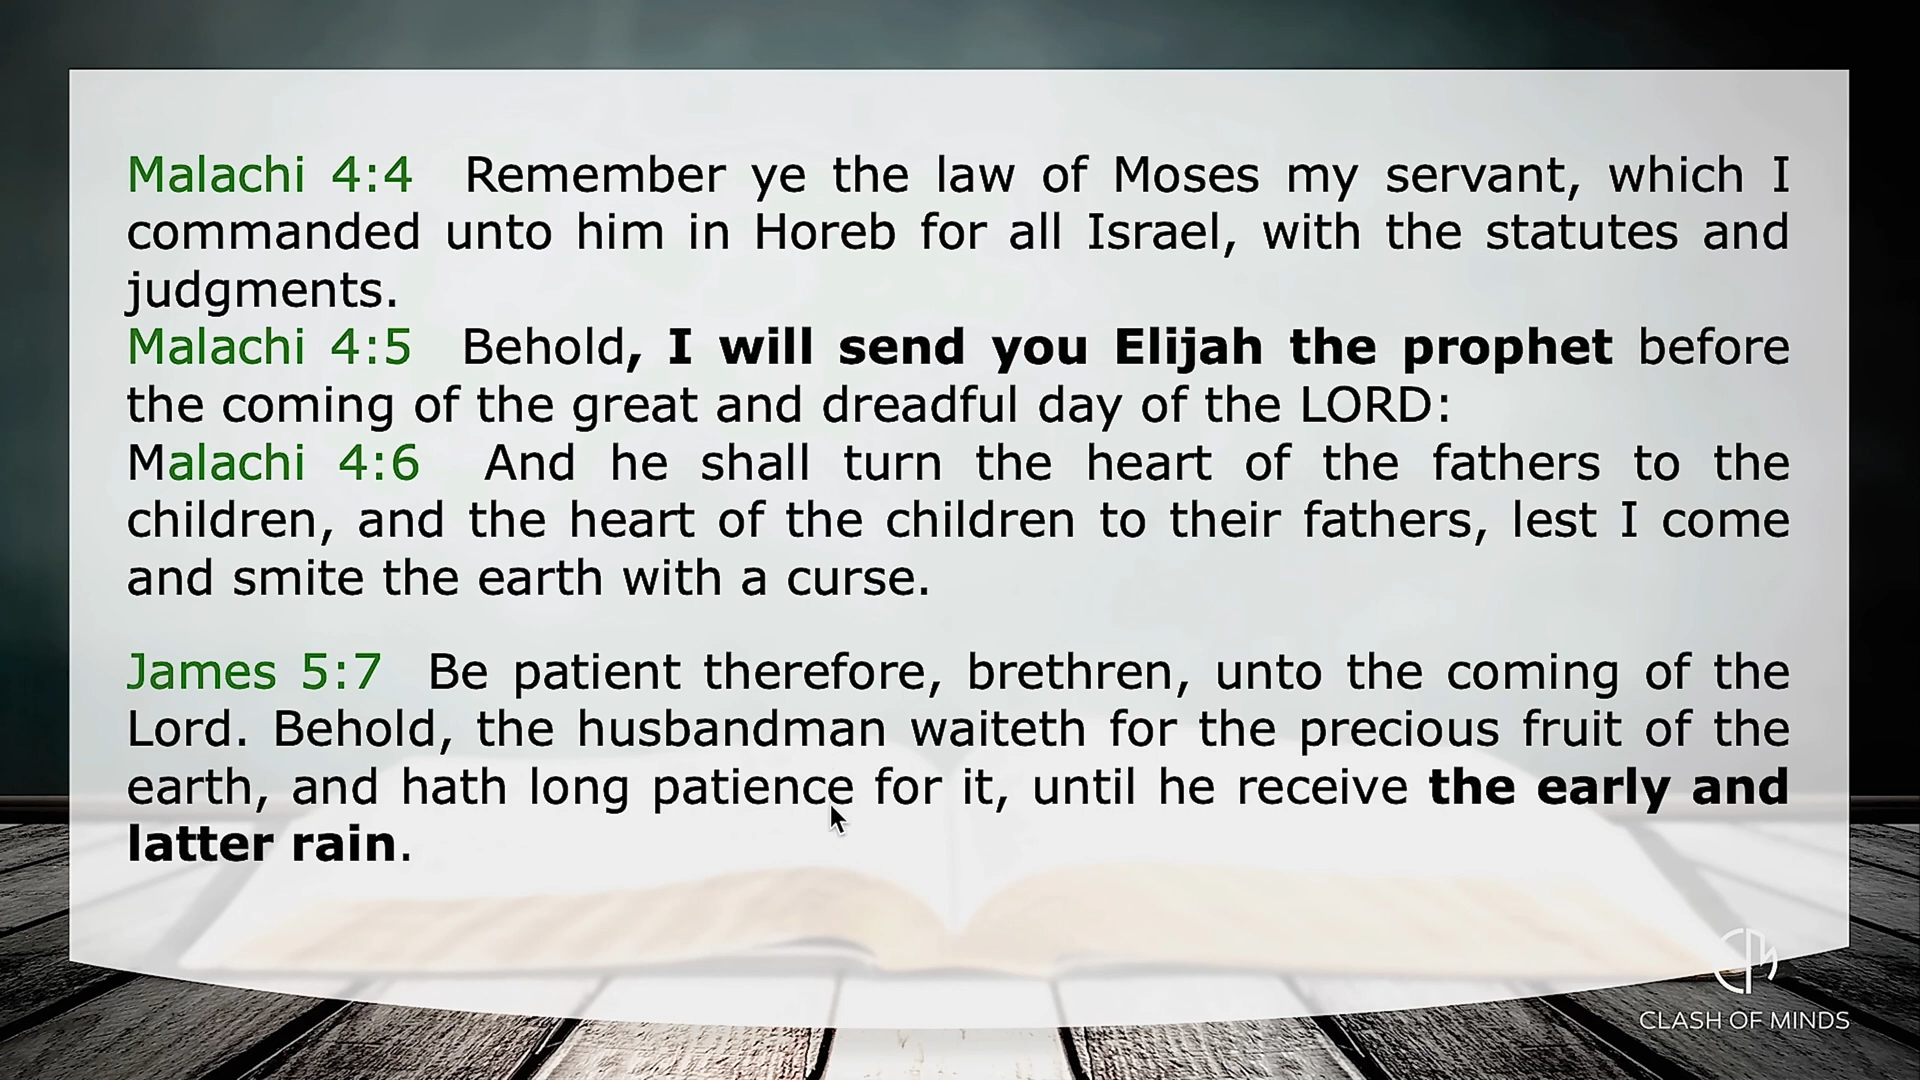 Malachi 4:4 Remember ye the law of Moses my servant, which I
commanded unto him in Horeb for all Israel, with the statutes and
judgments.
Malachi 4:5 Behold, I will send you Elijah the prophet before
the coming of the great and dreadful day of the LORD:
Malachi 4:6 And he shall turn the heart of the fathers to the
children, and the heart of the children to their fathers, lest I come
and smite the earth with a curse.
James 5:7 Be patient therefore, brethren, unto the coming of the
Lord. Behold, the husbandman waiteth for the precious fruit of the
earth, and hath long patience for it, until he receive the early and
latter rain.
CLASH OF MINDS